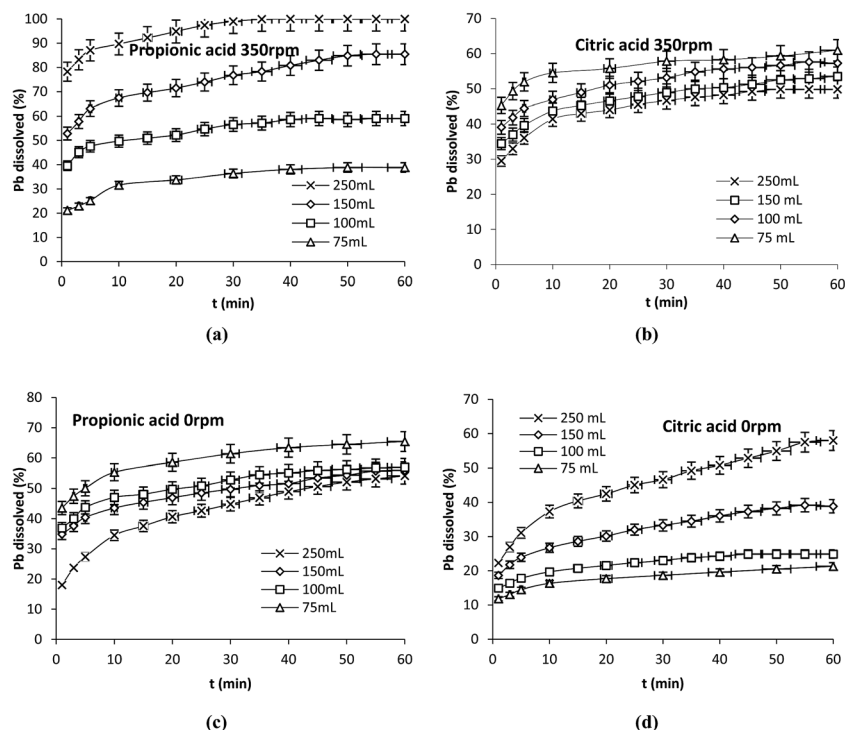 100
90
80
70
60
50
40
30
20
10
0
Pb dissolved (%)
Propionic acid 350rpm
250mL
150mL
100mL
75mL
0 10 20 30 40 50 60
t (min)
(a)
70
60
50
40
30
20
10
0
Pb dissolved (%)
Citric acid 350rpm
250mL
150 mL
100 mL
75 mL
0 10 20 30 40 50 60
t (min)
(b)
80
70
60
50
40
30
20
10
0
Pb dissolved (%)
Propionic acid 0rpm
250mL
150mL
100mL
75mL
0 10 20 30 40 50 60
t (min)
(c)
70
60
50
40
30
20
10
0
Pb dissolved (%)
250 mL
150 mL
100 mL
75 mL
Citric acid 0rpm
0 10 20 30 40 50 60
t (min)
(d)